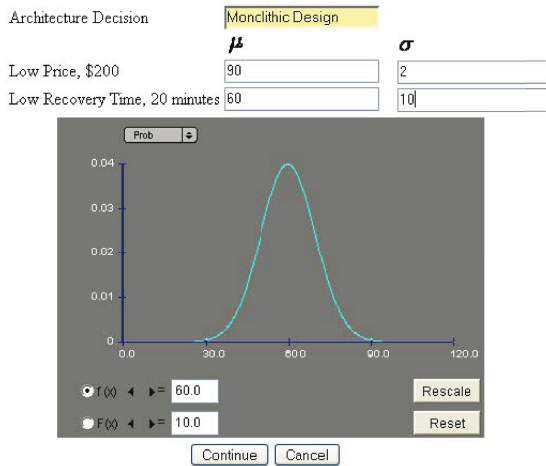 Architecture Decision Monclithic Design
μ σ
Low Price, $200 90 2
Low Recovery Time, 20 minutes 60 10
Prob
0.04
0.03
0.02
0.01
0
0.0 30.0 60.0 90.0 120.0
f(x) = 60.0 Rescale
F(x) = 10.0 Reset
Continue Cancel